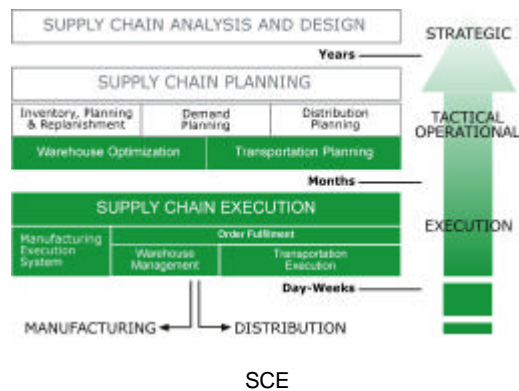 SUPPLY CHAIN ANALYSIS AND DESIGN
STRATEGIC
Years
SUPPLY CHAIN PLANNING
Inventory, Planning
& Replanishment
Demand
Planning
Distribution
Planning
TACTICAL
OPERATIONAL
Warehouse Optimization
Transportation Planning
Months
SUPPLY CHAIN EXECUTION
EXECUTION
Manufacturing
Execution
System
Order Fulfilment
Warehouse
Management
Transportation
Execution
Day-Weeks
MANUFACTURING
DISTRIBUTION
SCE